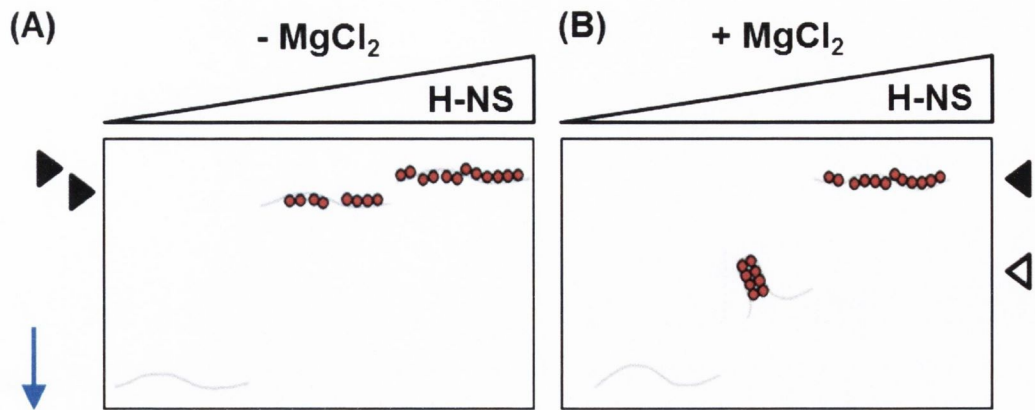 (A)
- MgCl₂
H-NS
(B)
+ MgCl₂
H-NS